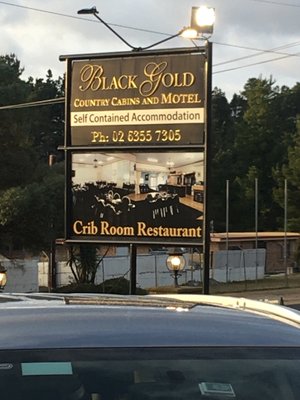 Black Gold
Country Cabins and Motel
Self Contained Accommodation
Ph: 02 6355 7305
Crib Room Restaurant